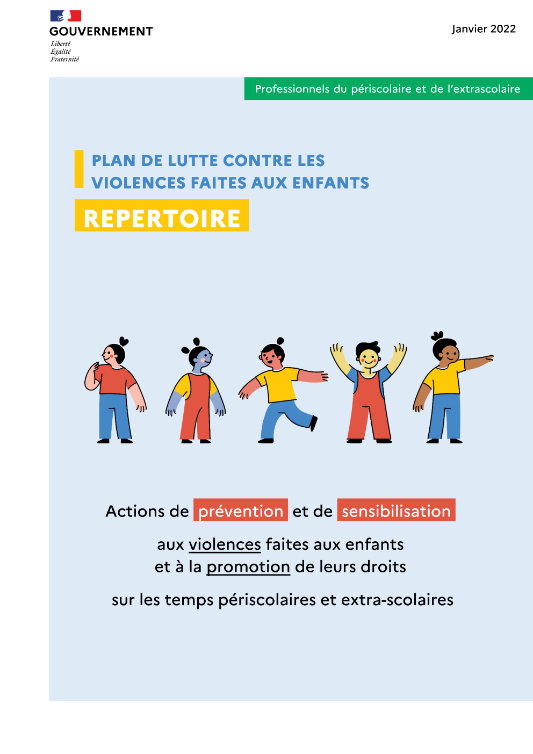 GOUVERNEMENT
Liberté
Égalité
Fraternité
Janvier 2022
Professionnels du périscolaire et de l'extrascolaire
PLAN DE LUTTE CONTRE LES
VIOLENCES FAITES AUX ENFANTS
REPERTOIRE
Actions de prévention et de sensibilisation
aux violences faites aux enfants
et à la promotion de leurs droits
sur les temps périscolaires et extra-scolaires